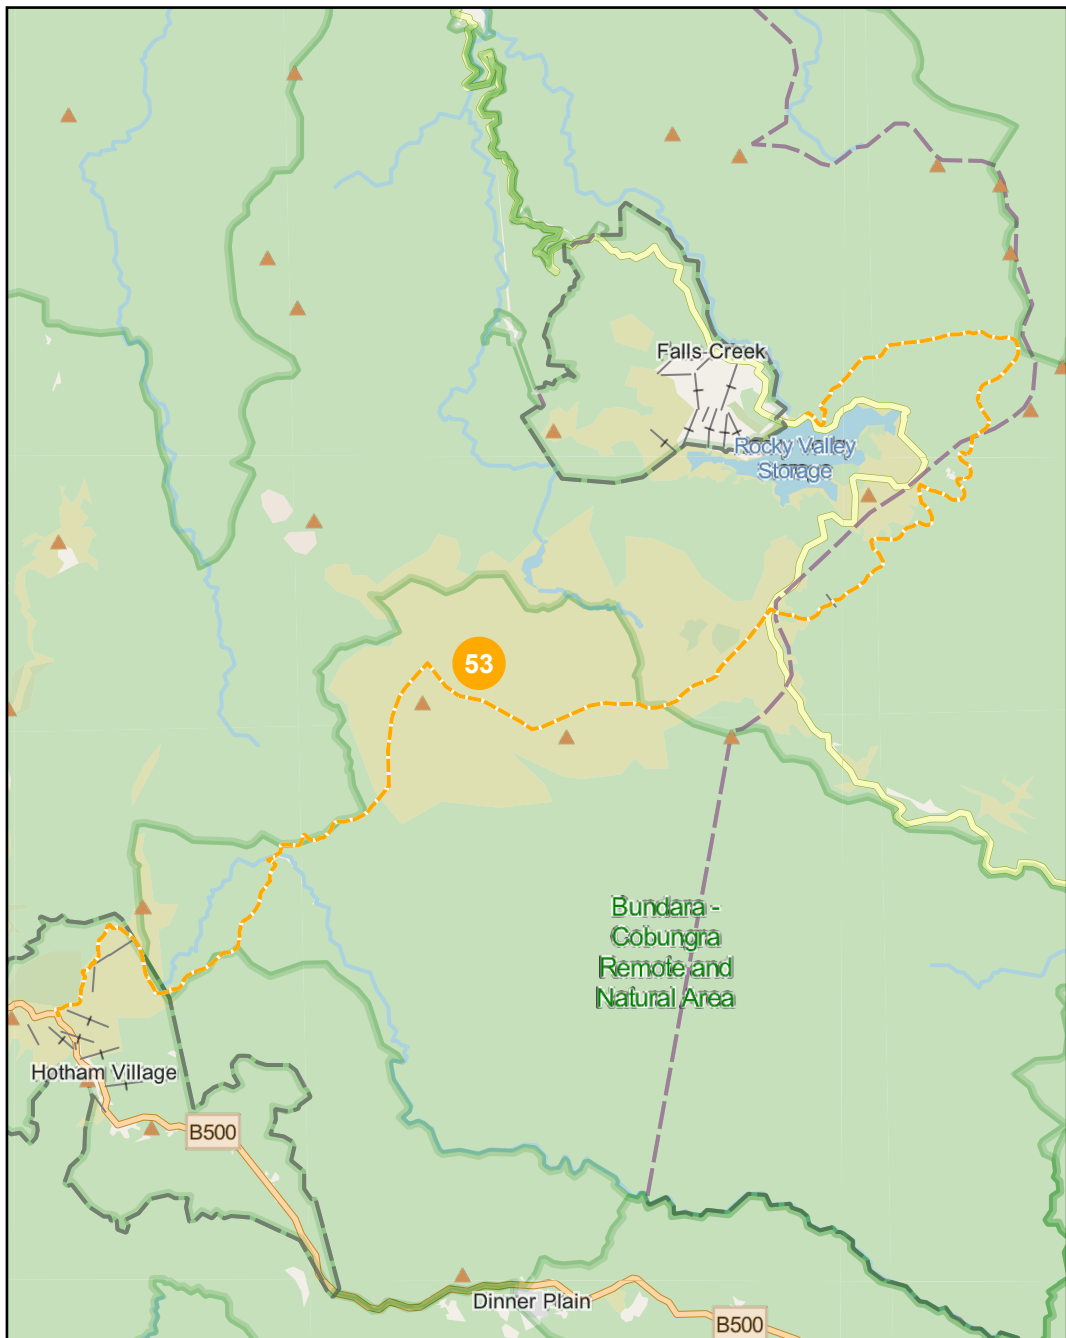 Falls Creek
Rocky Valley
Storage
53
Bundara -
Cobungra
Remote and
Natural Area
Hotham Village
B500
Dinner Plain
B500